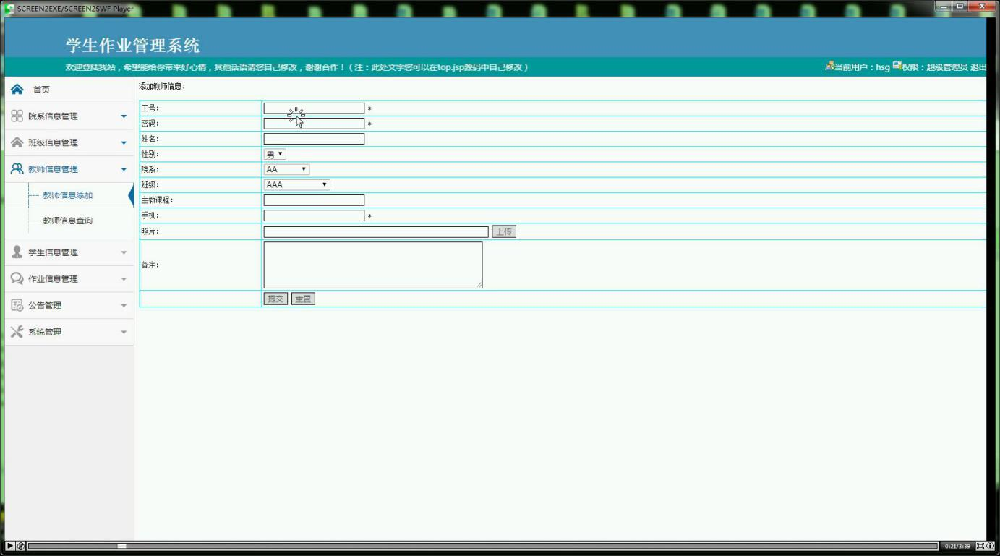 SCREEN2EXE/SCREEN2SWF Player
学生作业管理系统
欢迎登陆我站，希望能给你带来好心情，其他话语请您自己修改，谢谢合作！（注：此处文字您可以在top.jsp源码中自己修改）
当前用户：hsg 权限：超级管理员 退出
首页
院系信息管理
班级信息管理
教师信息管理
教师信息添加
教师信息查询
学生信息管理
作业信息管理
公告管理
系统管理
添加教师信息:
工号： *
密码： *
姓名：
性别： 男
院系： AA
班级： AAA
主教课程：
手机： *
照片： 上传
备注：
提交 重置
0:21/3:39